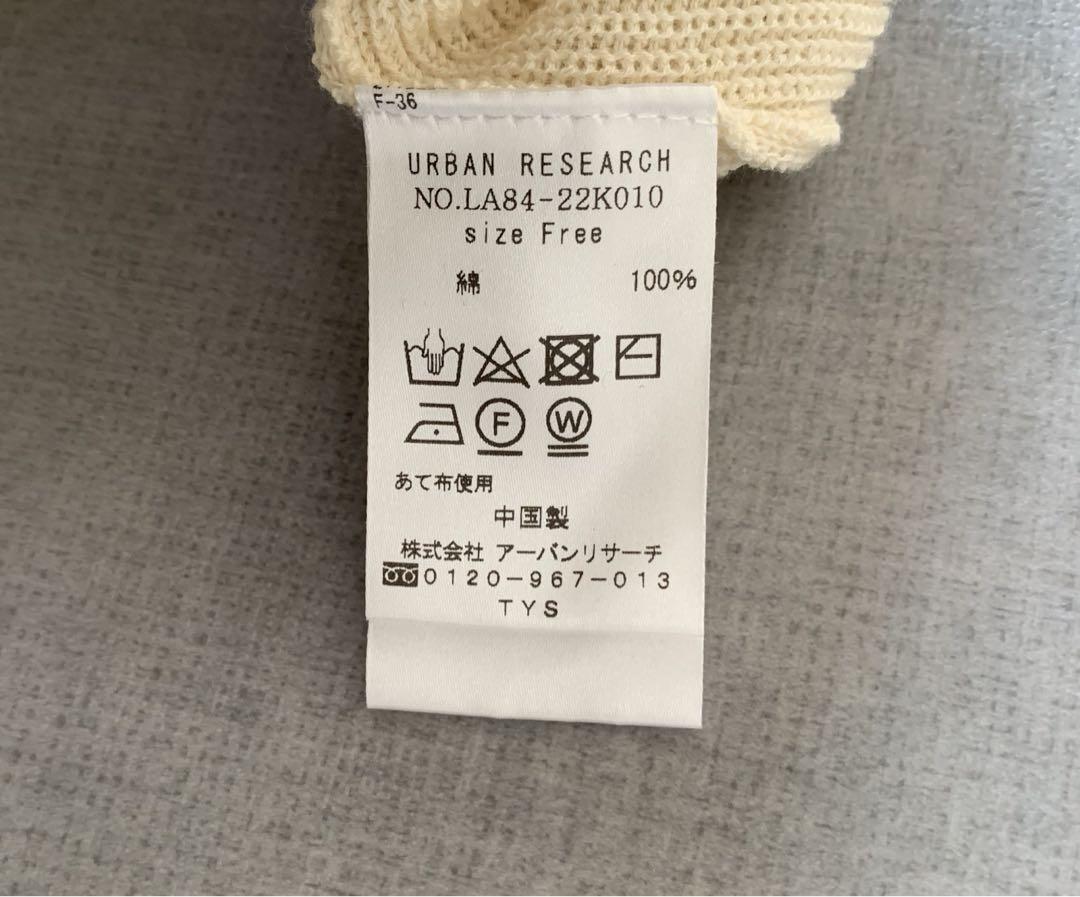 F-36
URBAN RESEARCH
NO.LA84-22K010
size Free
綿 100%
F W
あて布使用
中国製
株式会社 アーバンリサーチ
0120-967-013
TYS